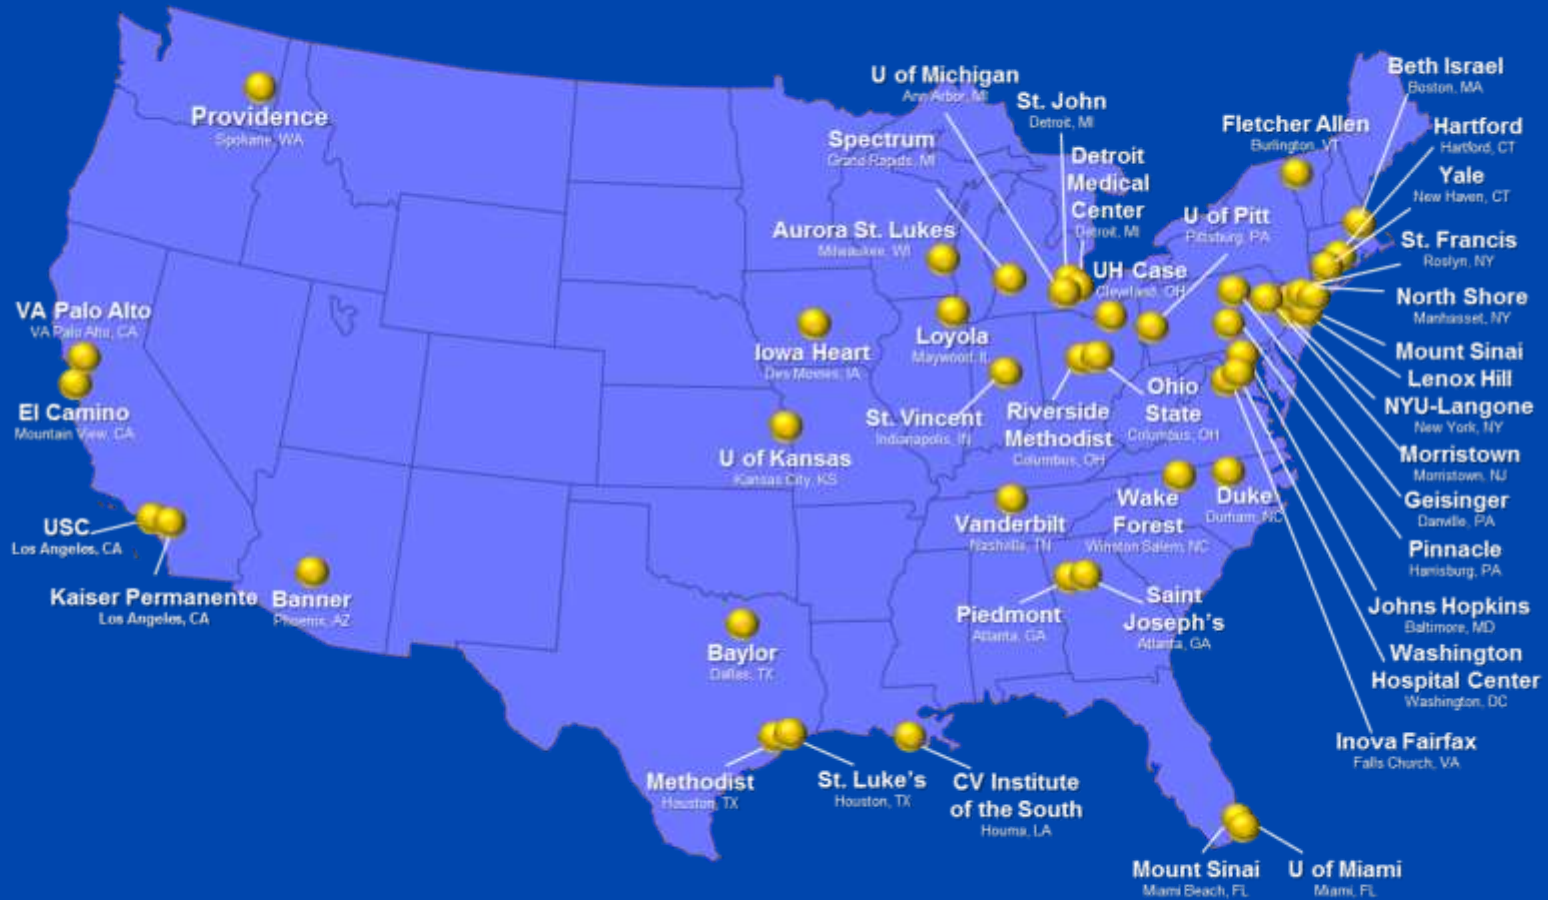 Providence
Spokane, WA
VA Palo Alto
VA Palo Alto, CA
El Camino
Mountain View, CA
USC
Los Angeles, CA
Kaiser Permanente
Los Angeles, CA
Banner
Phoenix, AZ
U of Michigan
Ann Arbor, MI
St. John
Detroit, MI
Spectrum
Grand Rapids, MI
Detroit
Medical
Center
Detroit, MI
Aurora St. Lukes
Milwaukee, WI
UH Case
Cleveland, OH
U of Pitt
Pittsburg, PA
Iowa Heart
Des Moines, IA
Loyola
Maywood, IL
U of Kansas
Kansas City, KS
St. Vincent
Indianapolis, IN
Riverside
Methodist
Columbus, OH
Ohio
State
Columbus, OH
Vanderbilt
Nashville, TN
Wake
Forest
Winston Salem, NC
Duke
Durham, NC
Piedmont
Atlanta, GA
Saint
Joseph's
Atlanta, GA
Baylor
Dallas, TX
Methodist
Houston, TX
St. Luke's
Houston, TX
CV Institute
of the South
Houma, LA
Mount Sinai
Miami Beach, FL
U of Miami
Miami, FL
Beth Israel
Boston, MA
Fletcher Allen
Burlington, VT
Hartford
Hartford, CT
Yale
New Haven, CT
St. Francis
Roslyn, NY
North Shore
Manhasset, NY
Mount Sinai
Lenox Hill
NYU-Langone
New York, NY
Morristown
Morristown, NJ
Geisinger
Danville, PA
Pinnacle
Harrisburg, PA
Johns Hopkins
Baltimore, MD
Washington
Hospital Center
Washington, DC
Inova Fairfax
Falls Church, VA